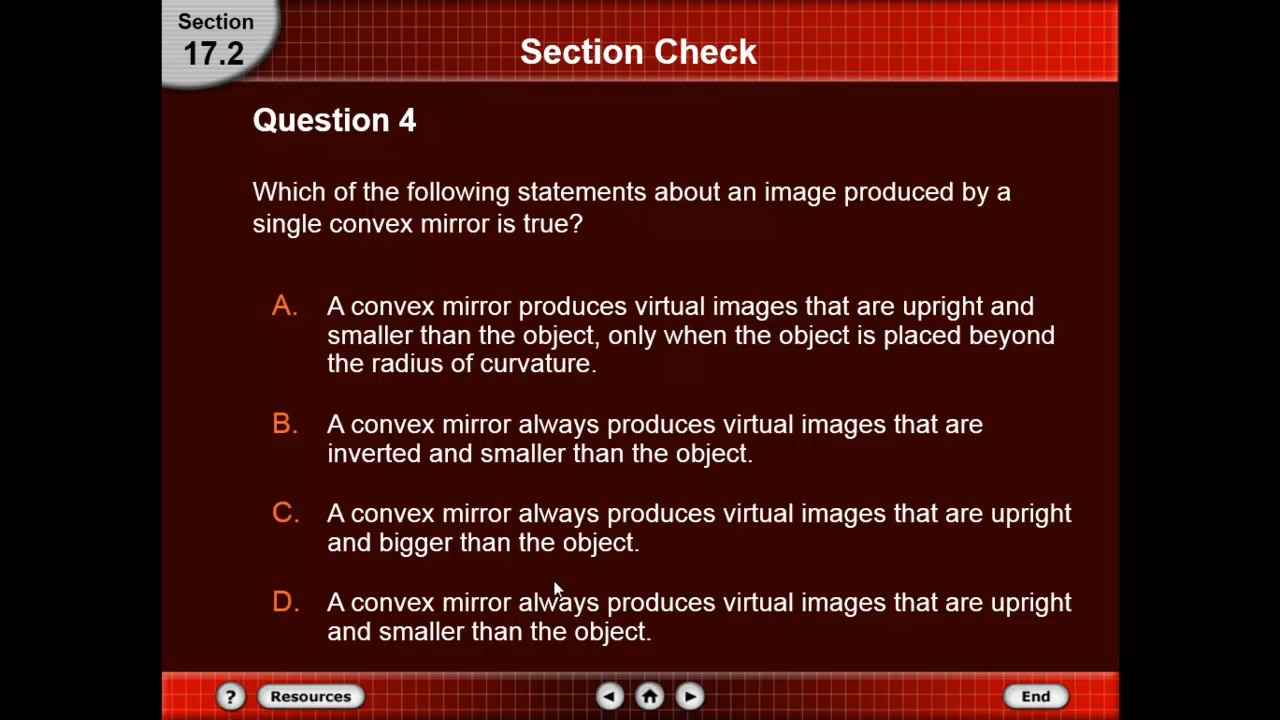 Section
17.2
Section Check
Question 4
Which of the following statements about an image produced by a
single convex mirror is true?
A. A convex mirror produces virtual images that are upright and
smaller than the object, only when the object is placed beyond
the radius of curvature.
B. A convex mirror always produces virtual images that are
inverted and smaller than the object.
C. A convex mirror always produces virtual images that are upright
and bigger than the object.
D. A convex mirror always produces virtual images that are upright
and smaller than the object.
? Resources End